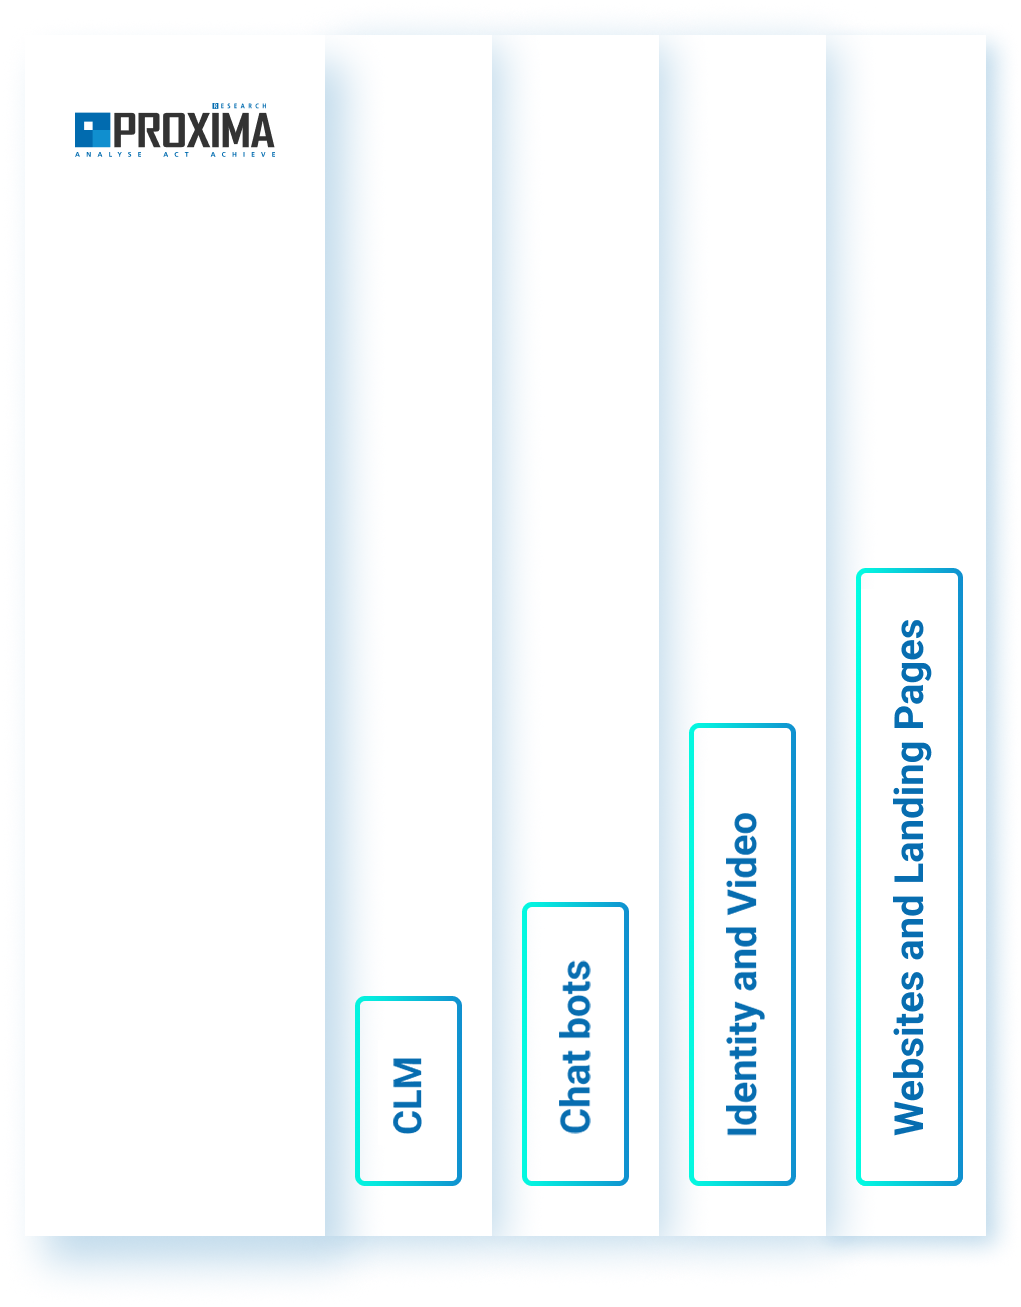 RESEARCH
PROXIMA
ANALYSE ACT ACHIEVE
CLM
Chat bots
Identity and Video
Websites and Landing Pages